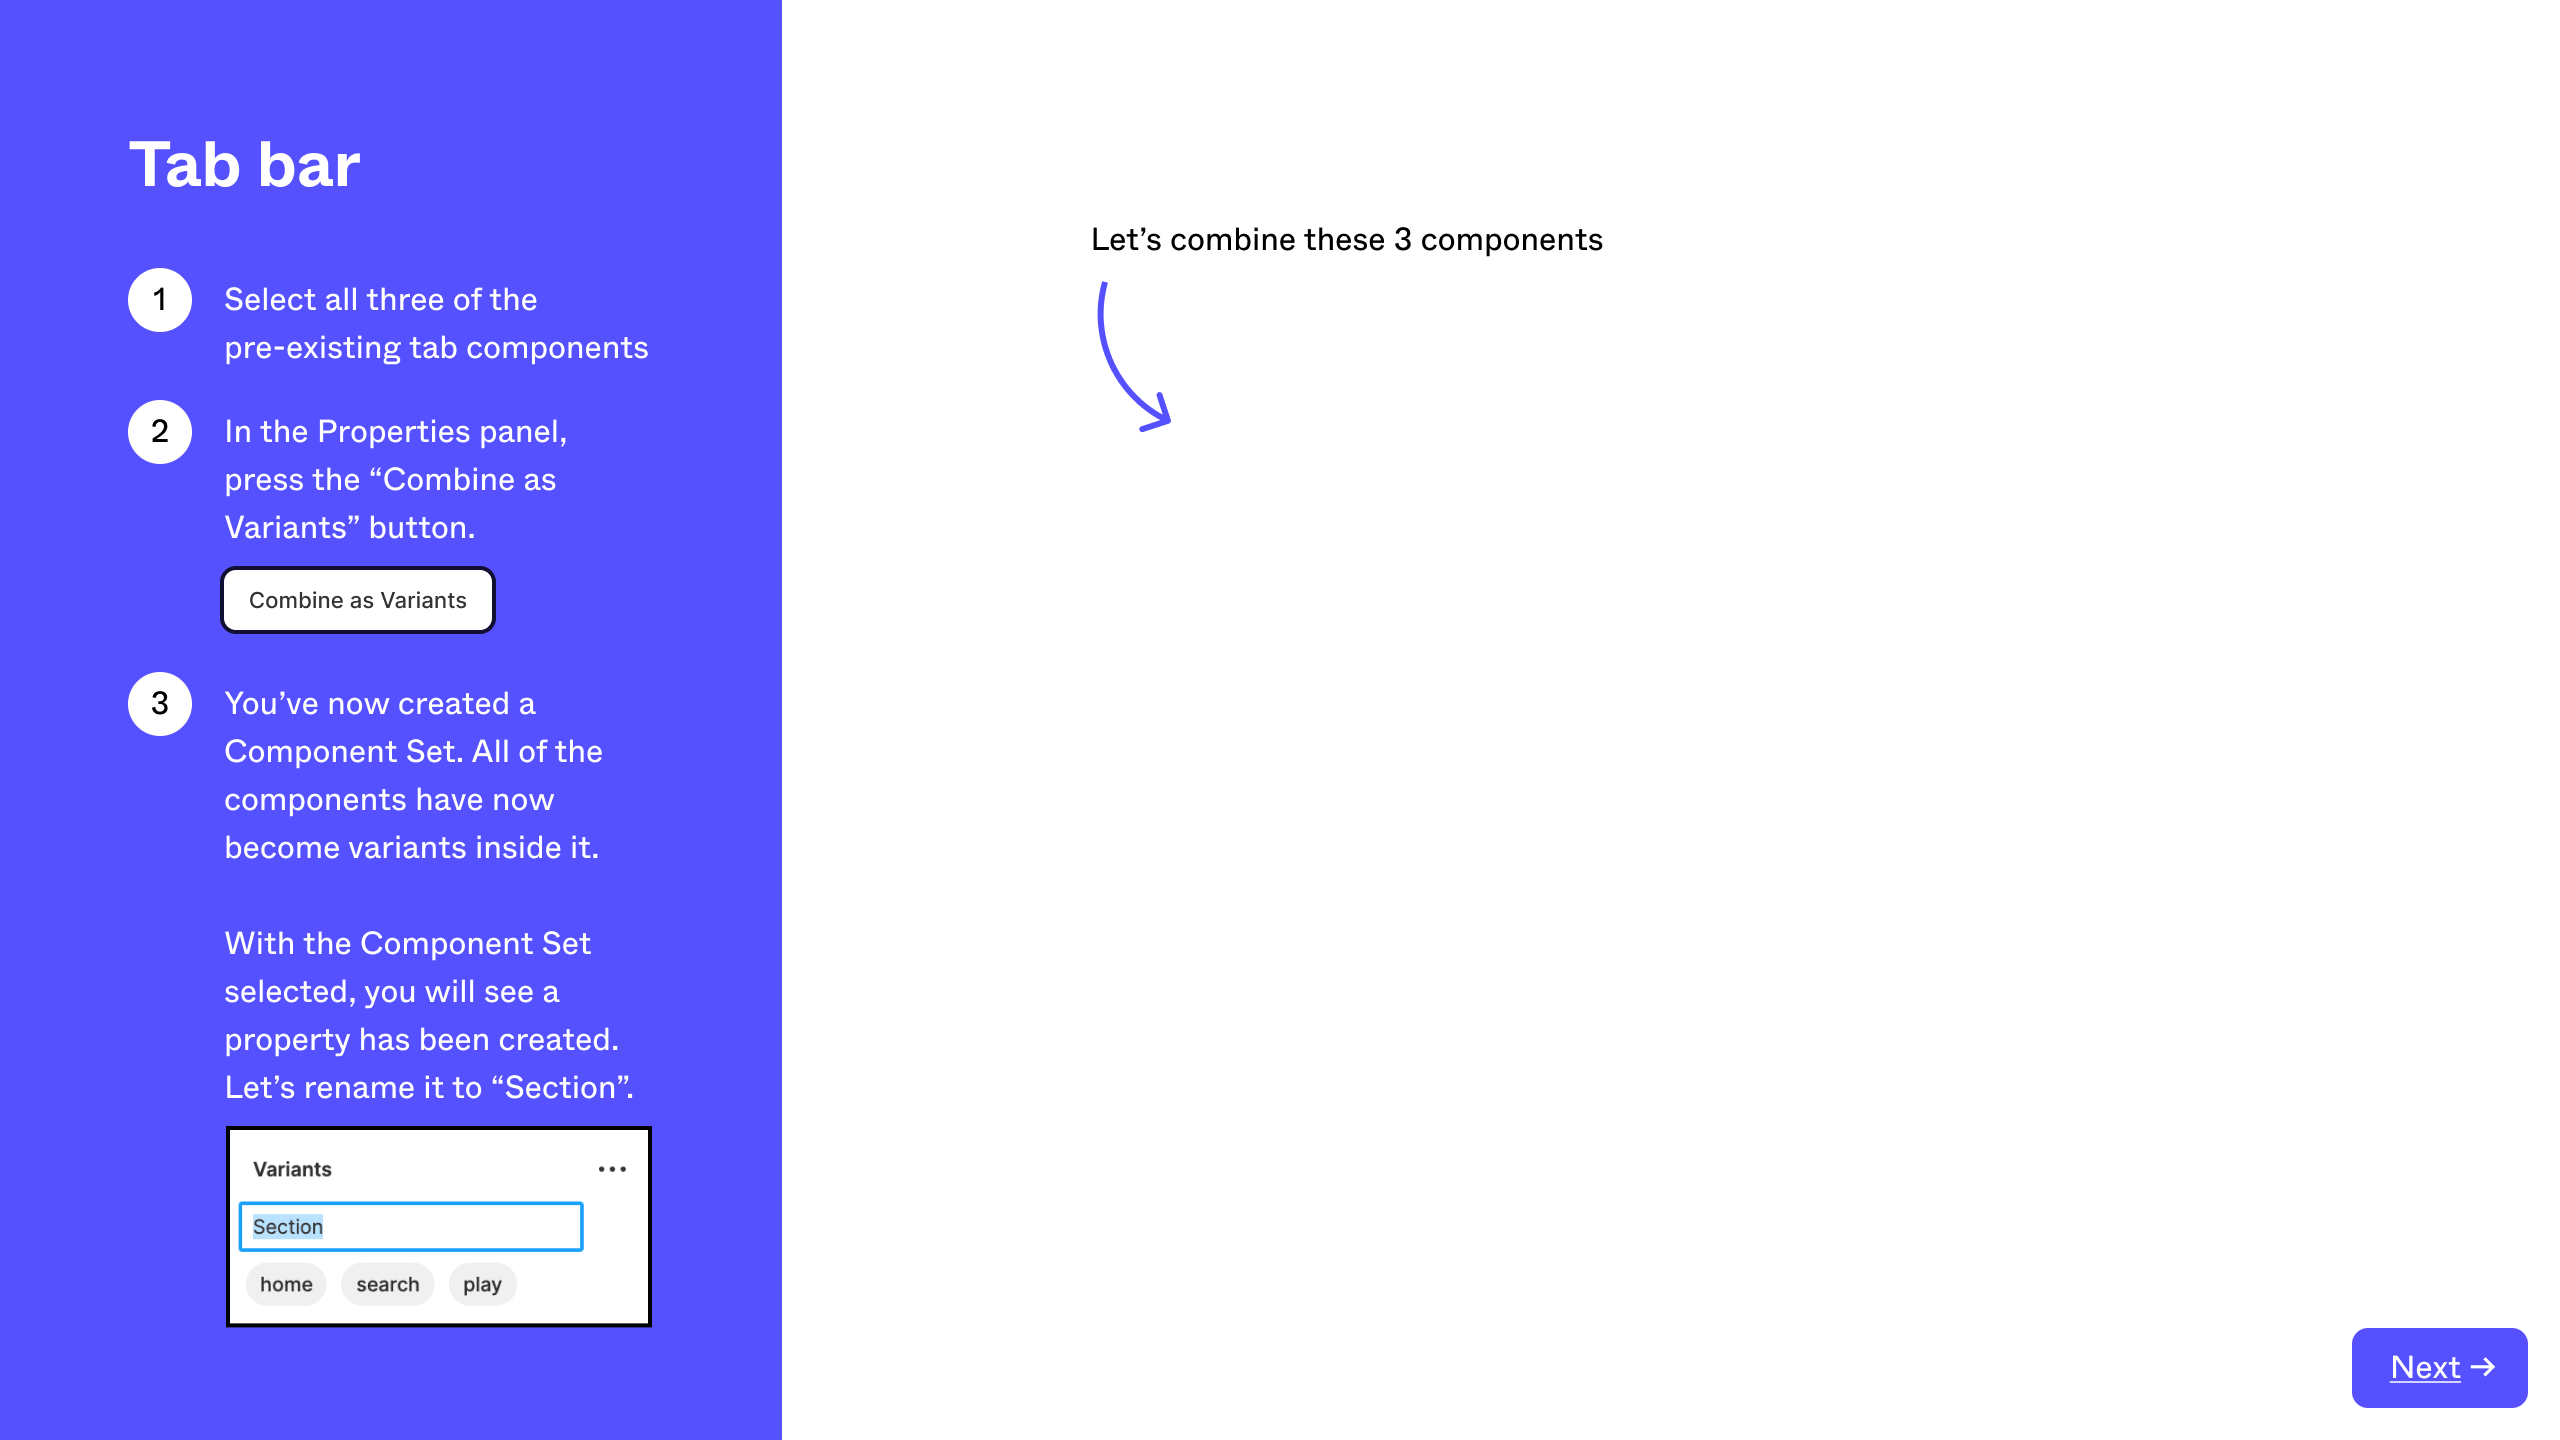 Tab bar
1
Select all three of the
pre-existing tab components
2
In the Properties panel,
press the “Combine as
Variants” button.
Combine as Variants
3
You’ve now created a
Component Set. All of the
components have now
become variants inside it.
With the Component Set
selected, you will see a
property has been created.
Let’s rename it to “Section”.
Variants
Section
home search play
Let’s combine these 3 components
Next →